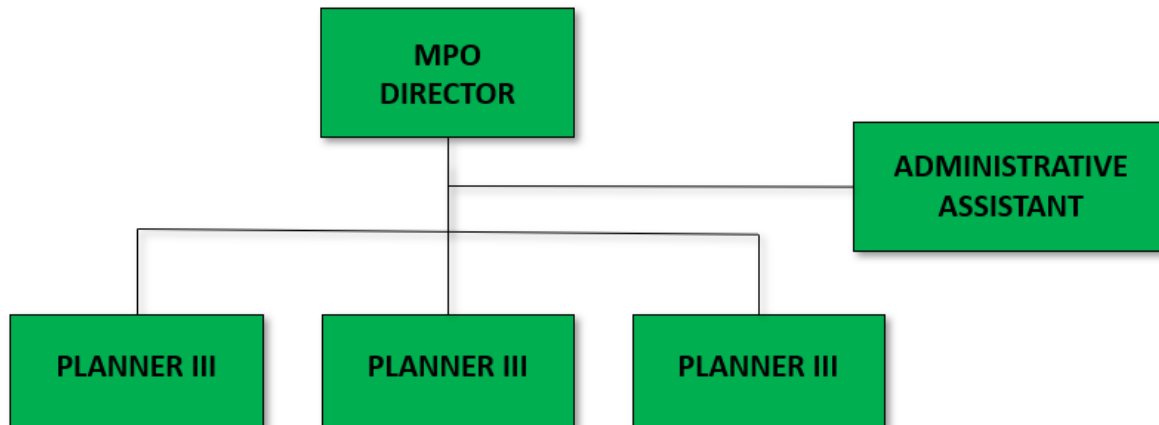 MPO
DIRECTOR
ADMINISTRATIVE
ASSISTANT
PLANNER III
PLANNER III
PLANNER III